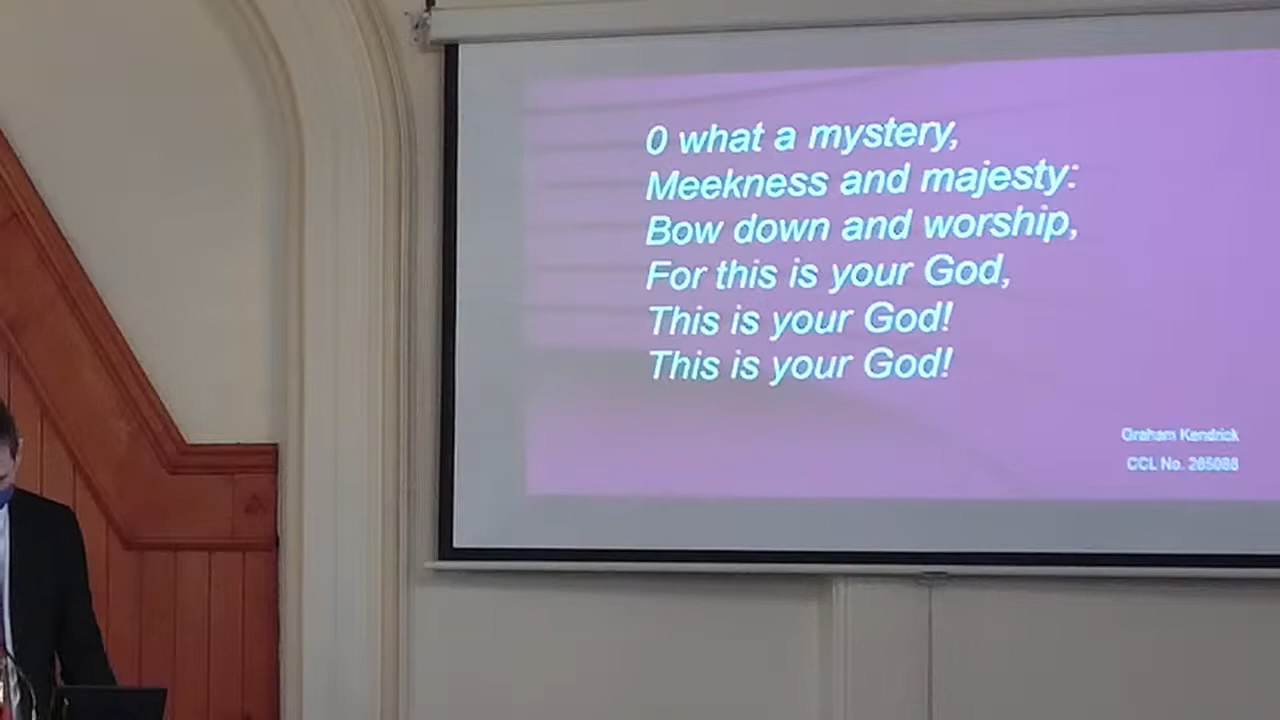 0 what a mystery,
Meekness and majesty:
Bow down and worship,
For this is your God,
This is your God!
This is your God!
Graham Kendrick
CCL No. 285088